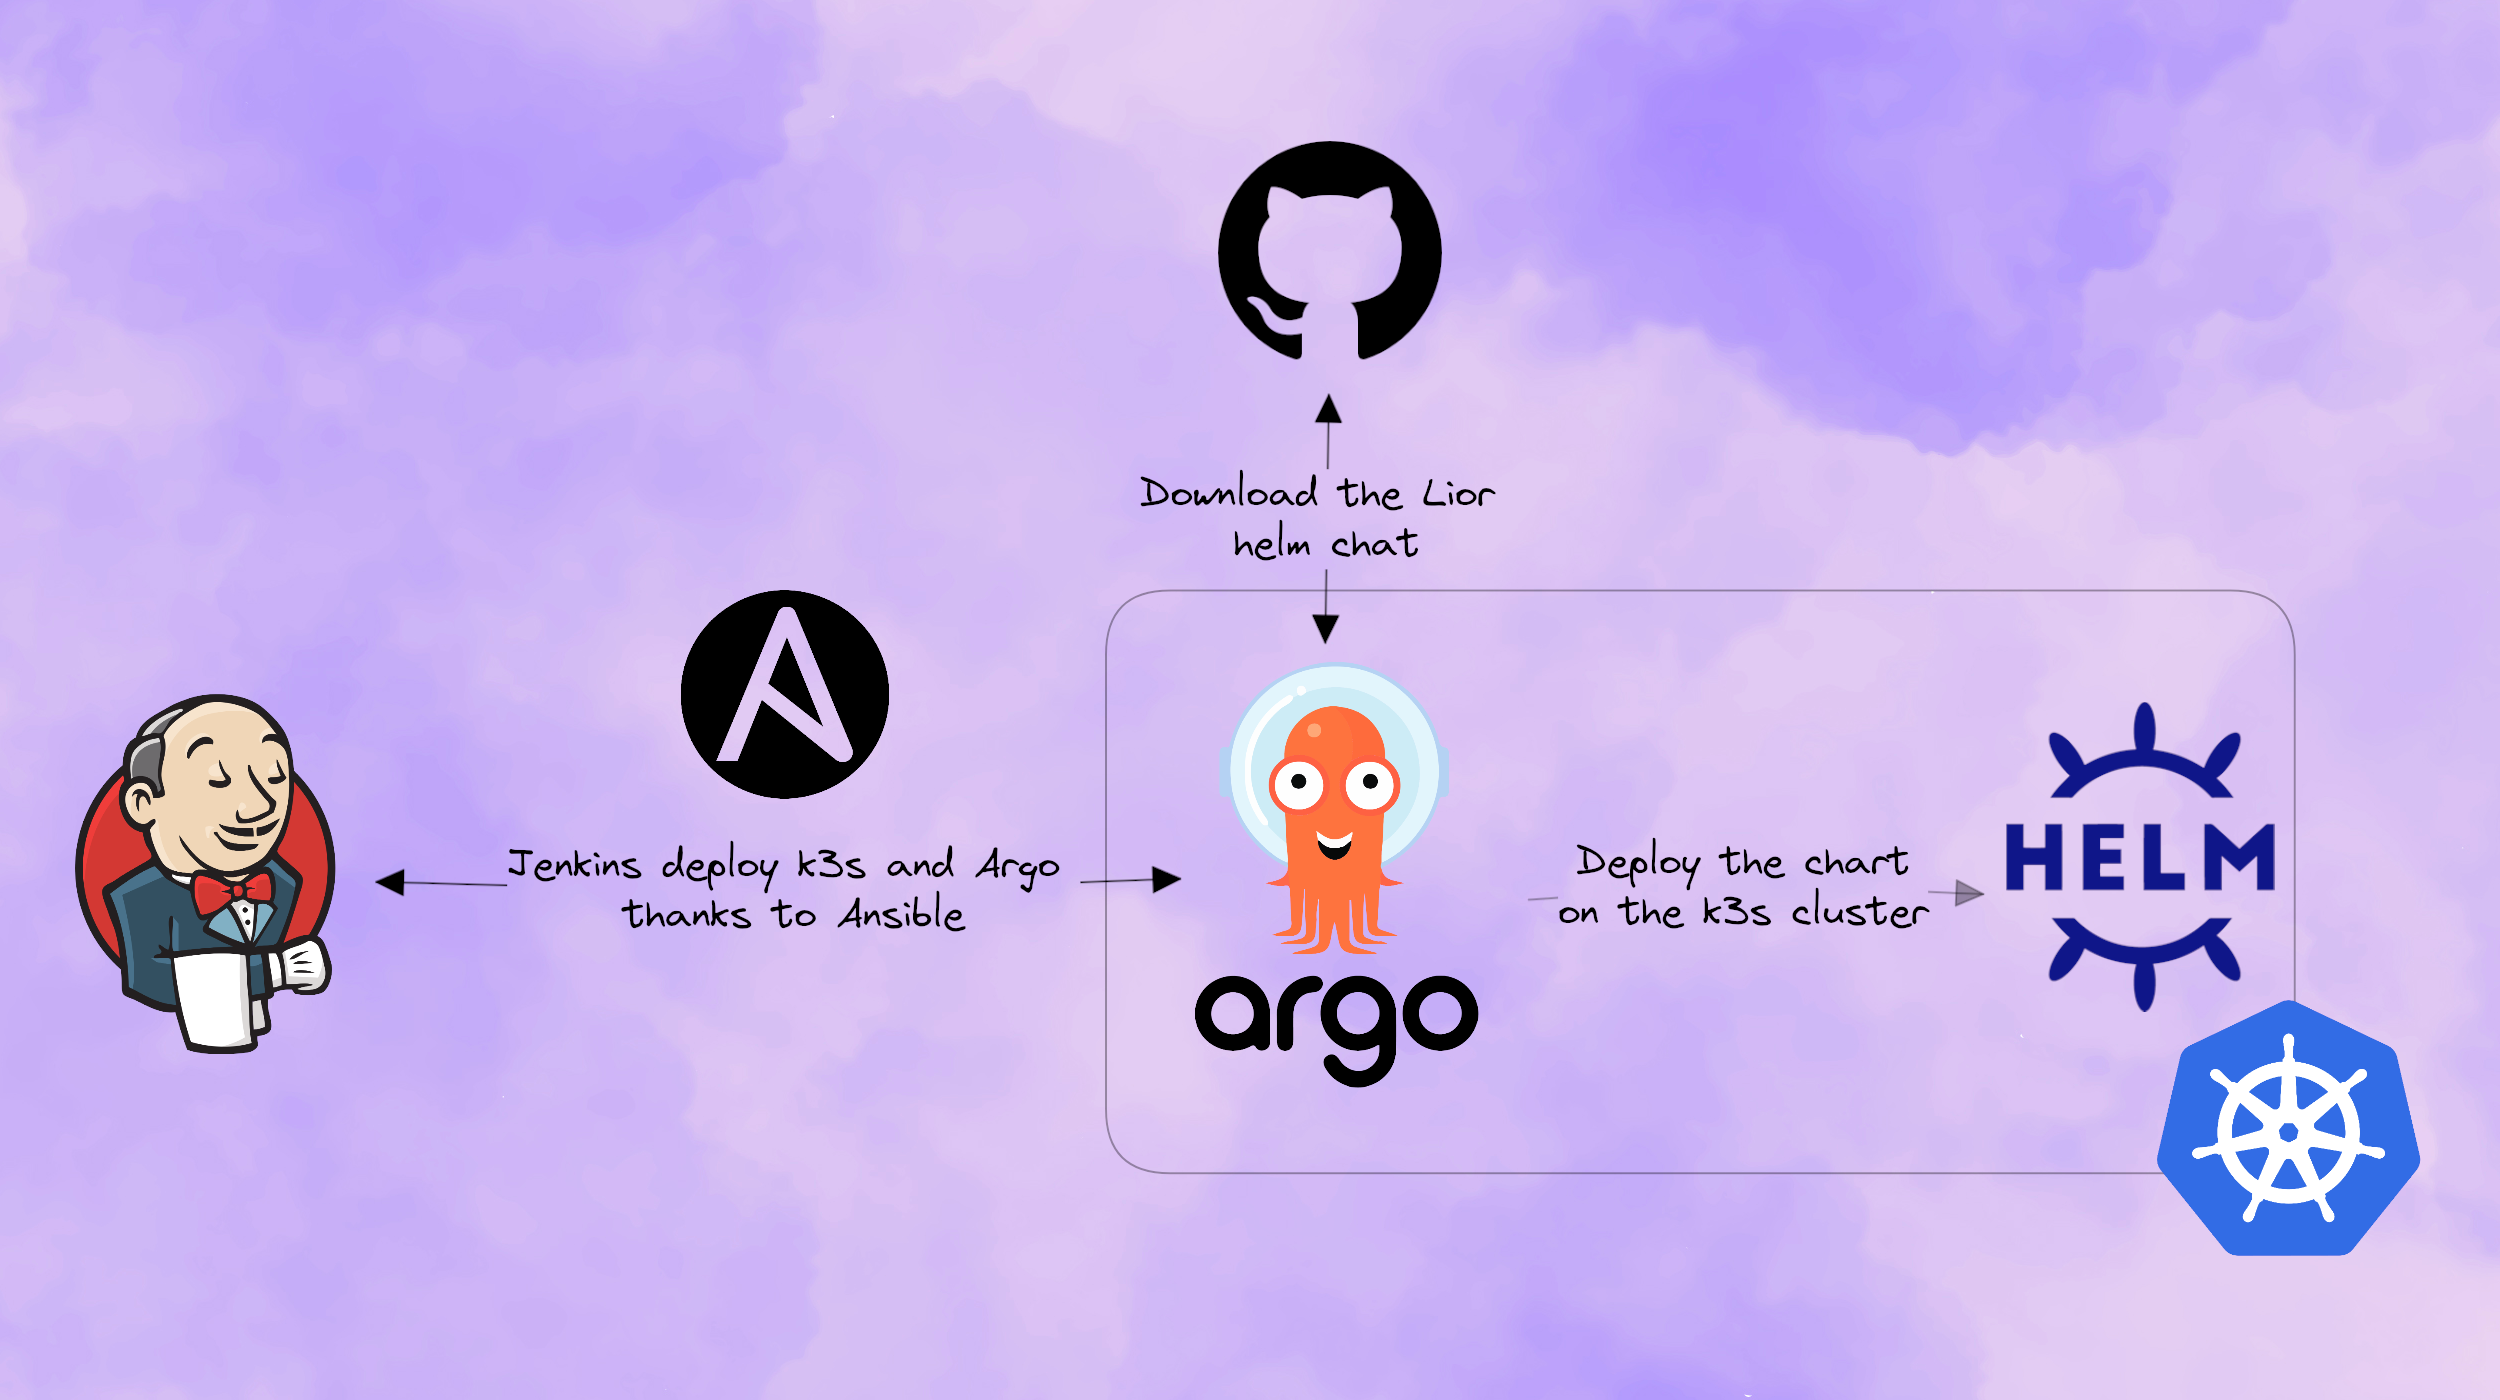 Download the Lior
helm chat
Jenkins deploy k3s and Argo
thanks to Ansible
argo
Deploy the chart
on the k3s cluster
HELM